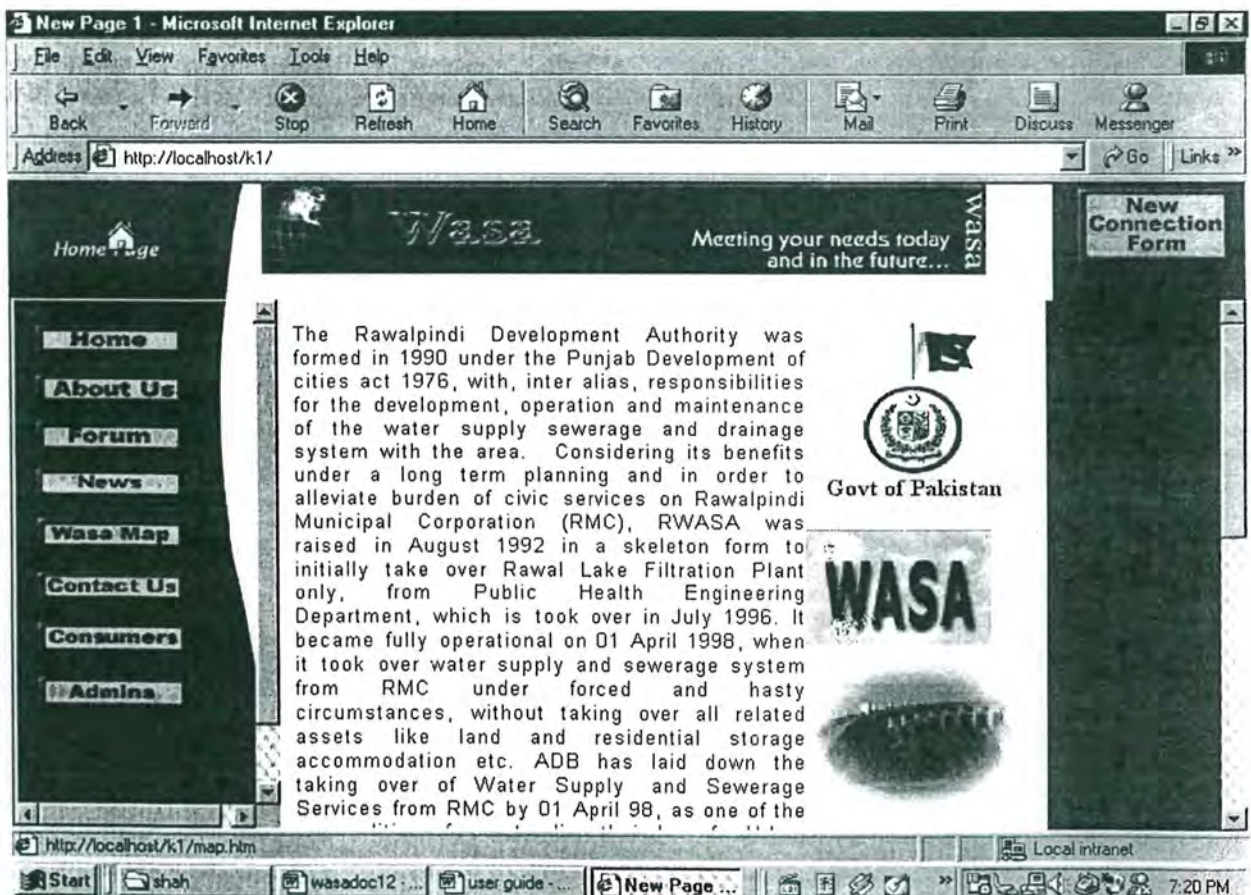 New Page 1 - Microsoft Internet Explorer
File Edit View Favorites Tools Help
Back Forward Stop Refresh Home Search Favorites History Mail Print Discuss Messenger
Address http://localhost/k1/ Go Links »
Home Page
Wasa
Meeting your needs today
and in the future...
Wasa
New
Connection
Form
Home
About Us
Forum
News
Wasa Map
Contact Us
Consumers
Admins
The Rawalpindi Development Authority was
formed in 1990 under the Punjab Development of
cities act 1976, with, inter alias, responsibilities
for the development, operation and maintenance
of the water supply sewerage and drainage
system with the area. Considering its benefits
under a long term planning and in order to
alleviate burden of civic services on Rawalpindi
Municipal Corporation (RMC), RWASA was
raised in August 1992 in a skeleton form to
initially take over Rawal Lake Filtration Plant
only, from Public Health Engineering
Department, which is took over in July 1996. It
became fully operational on 01 April 1998, when
it took over water supply and sewerage system
from RMC under forced and hasty
circumstances, without taking over all related
assets like land and residential storage
accommodation etc. ADB has laid down the
taking over of Water Supply and Sewerage
Services from RMC by 01 April 98, as one of the
Govt of Pakistan
WASA
http://localhost/k1/map.htm
Local intranet
Start shah wasadoc12 -... user guide -... New Page ... » 7:20 PM